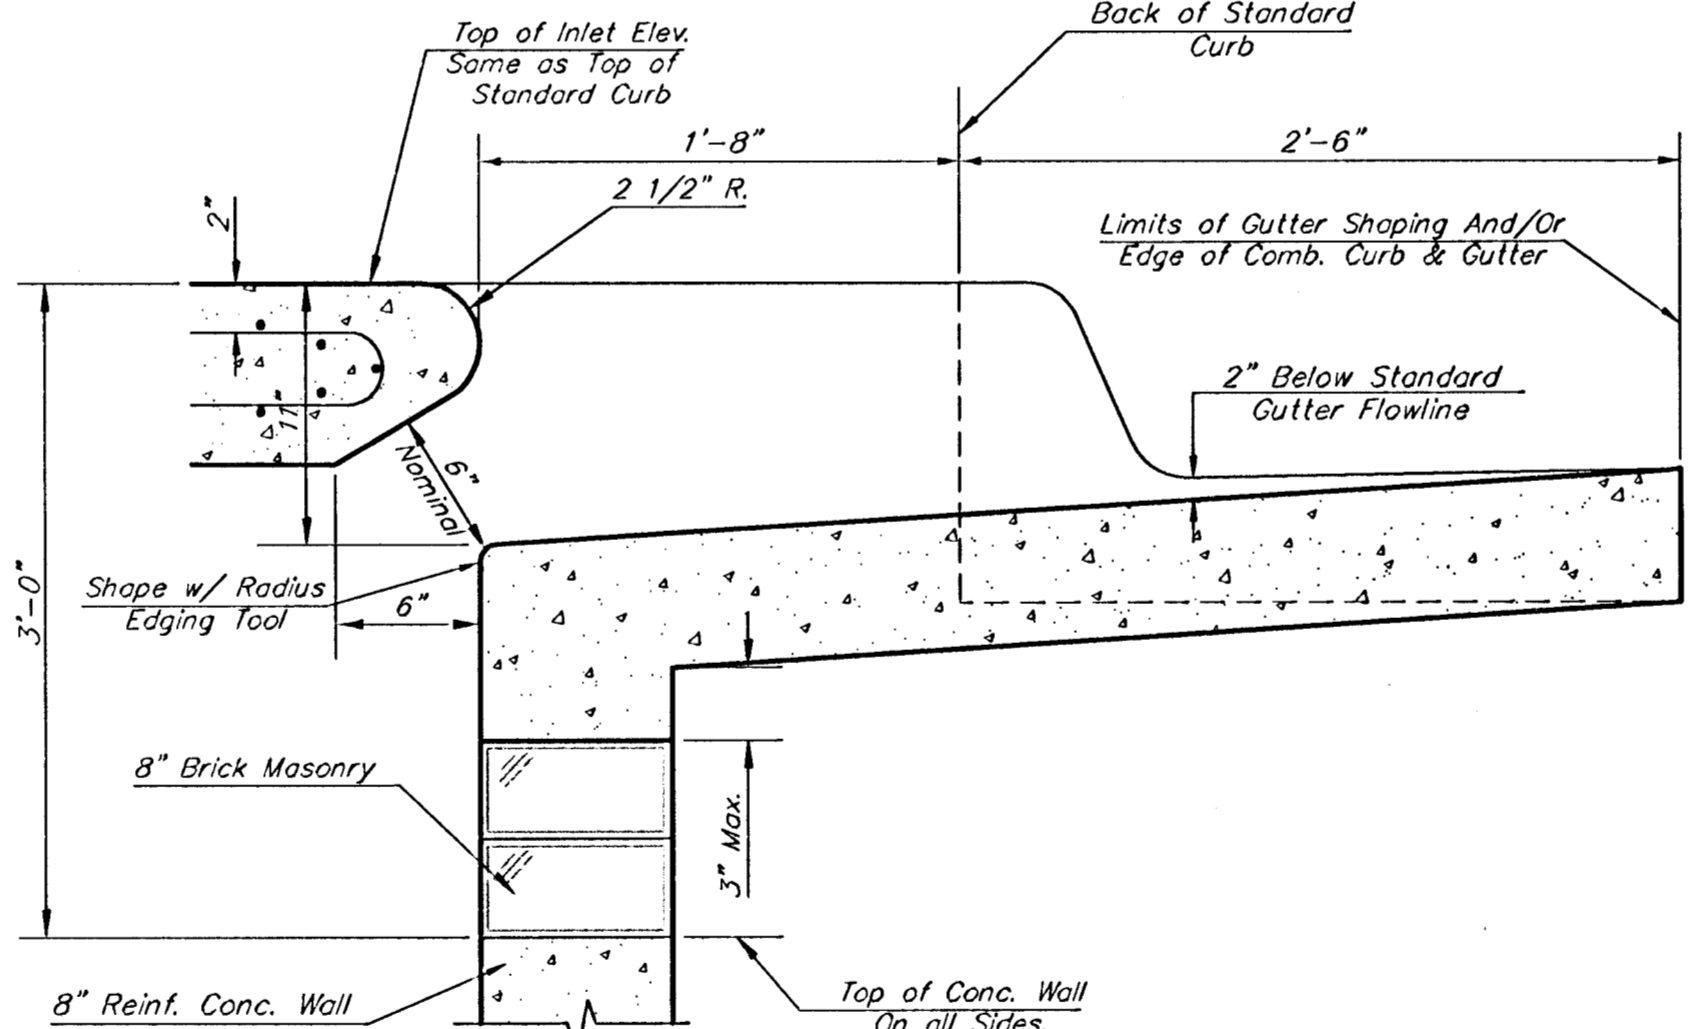 Back of Standard
Curb
Top of Inlet Elev.
Same as Top of
Standard Curb
1'-8"
2'-6"
2 1/2" R.
2"
Limits of Gutter Shaping And/Or
Edge of Comb. Curb & Gutter
2" Below Standard
Gutter Flowline
11"
6"
Nominal
3'-0"
Shape w/ Radius
Edging Tool
6"
8" Brick Masonry
3" Max.
8" Reinf. Conc. Wall
Top of Conc. Wall
On all Sides.